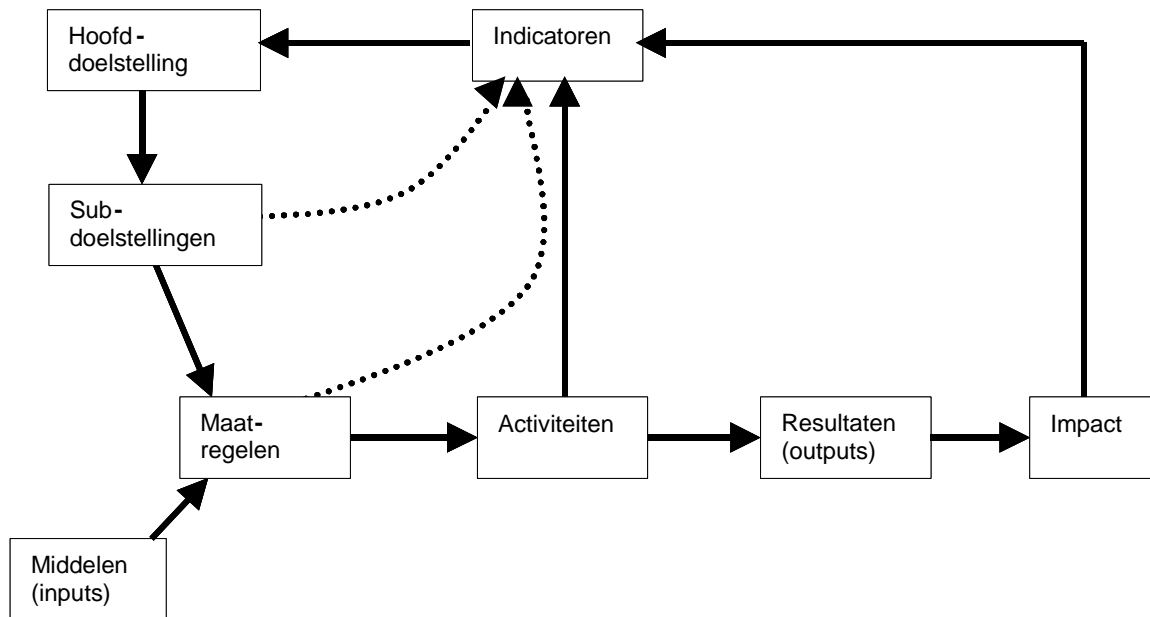 Hoofd-
doelstelling
Indicatoren
Sub-
doelstellingen
Maat-
regelen
Activiteiten
Resultaten
(outputs)
Impact
Middelen
(inputs)